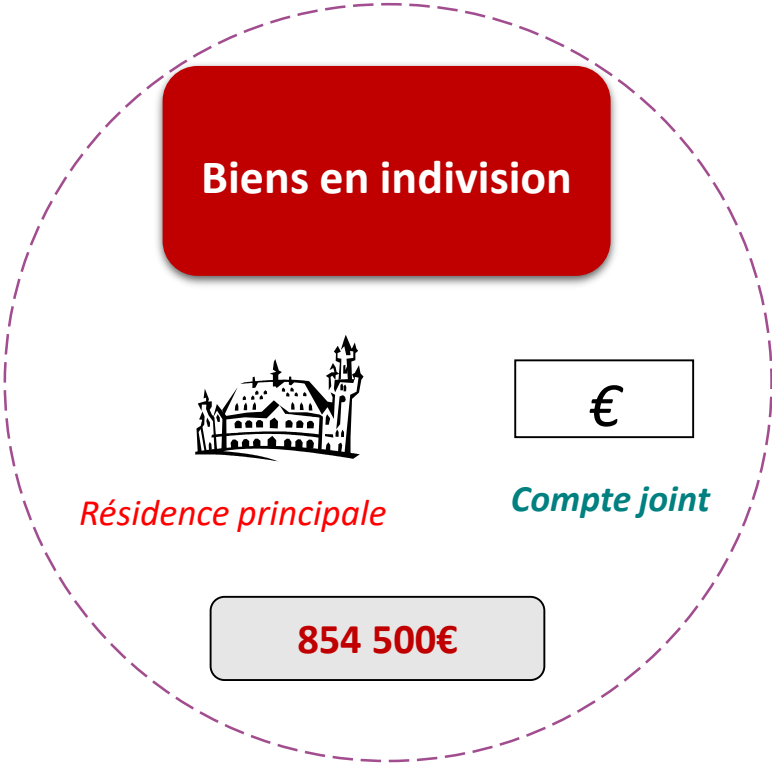 Biens en indivision
€
Résidence principale
Compte joint
854 500€